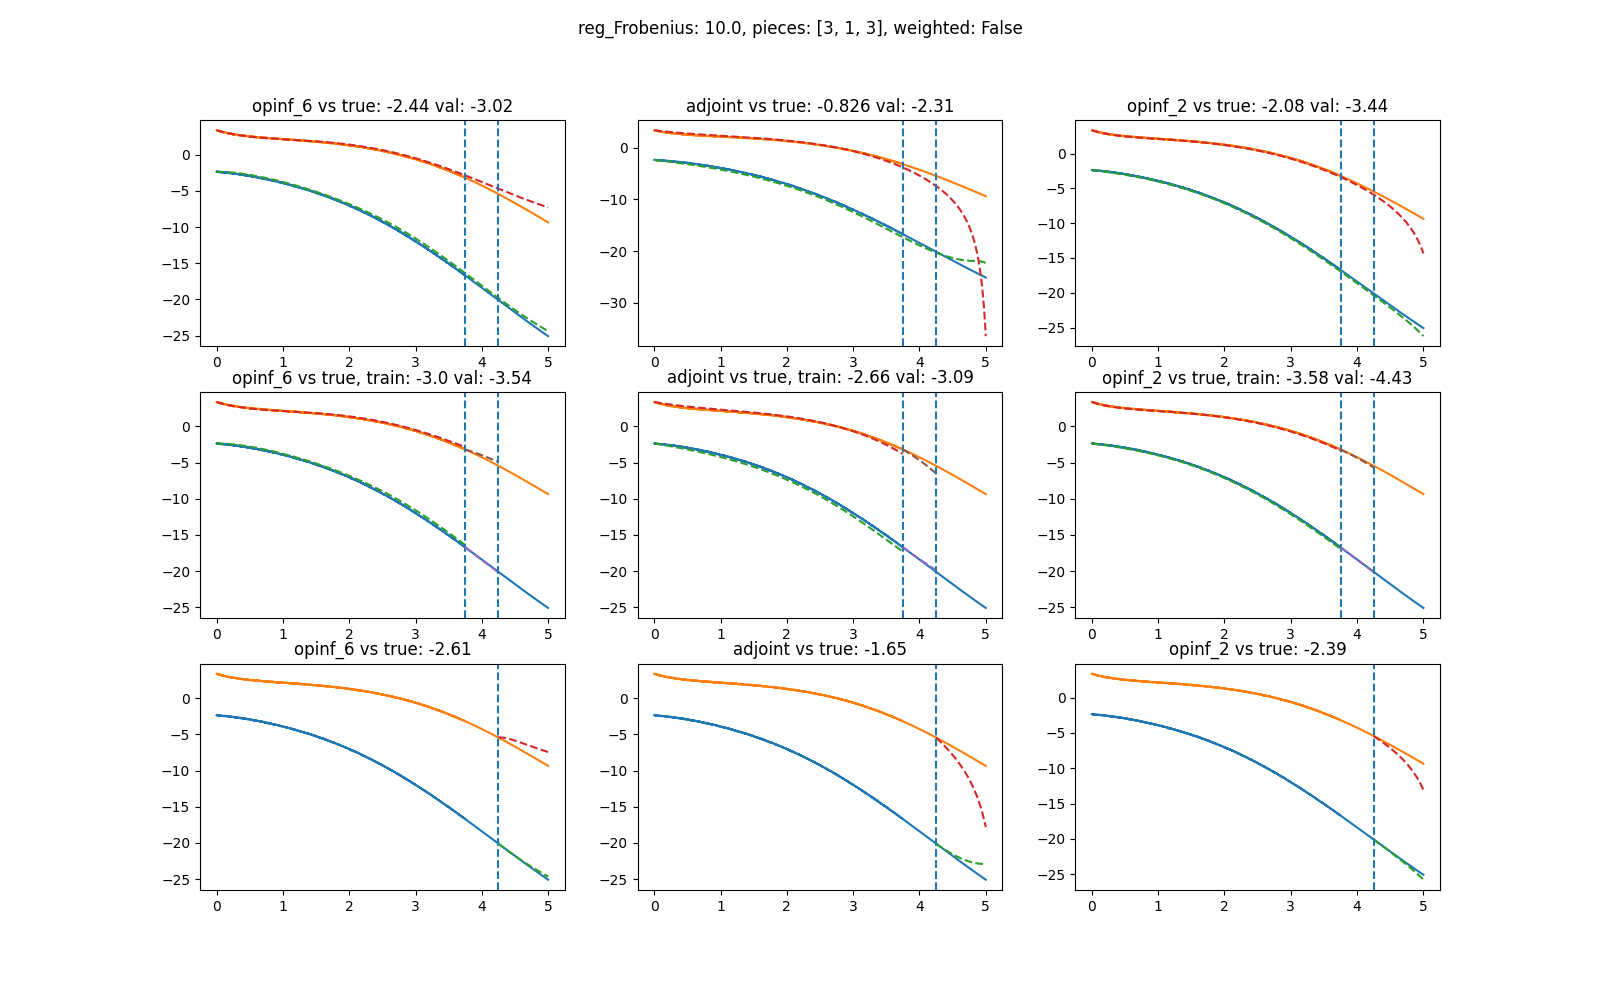 reg_Frobenius: 10.0, pieces: [3, 1, 3], weighted: False
opinf_6 vs true: -2.44 val: -3.02
adjoint vs true: -0.826 val: -2.31
opinf_2 vs true: -2.08 val: -3.44
0
−5
−10
−15
−20
−25
0 1 2 3 4 5
0
−10
−20
−30
0 1 2 3 4 5
0
−5
−10
−15
−20
−25
0 1 2 3 4 5
opinf_6 vs true, train: -3.0 val: -3.54
adjoint vs true, train: -2.66 val: -3.09
opinf_2 vs true, train: -3.58 val: -4.43
0
−5
−10
−15
−20
−25
0 1 2 3 4 5
0
−5
−10
−15
−20
−25
0 1 2 3 4 5
0
−5
−10
−15
−20
−25
0 1 2 3 4 5
opinf_6 vs true: -2.61
adjoint vs true: -1.65
opinf_2 vs true: -2.39
0
−5
−10
−15
−20
−25
0 1 2 3 4 5
0
−5
−10
−15
−20
−25
0 1 2 3 4 5
0
−5
−10
−15
−20
−25
0 1 2 3 4 5